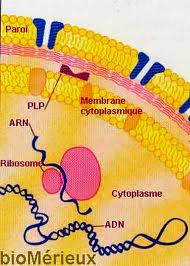 Paroi
PLP
Membrane
cytoplasmique
ARN
Ribosome
Cytoplasme
ADN
bioMérieux